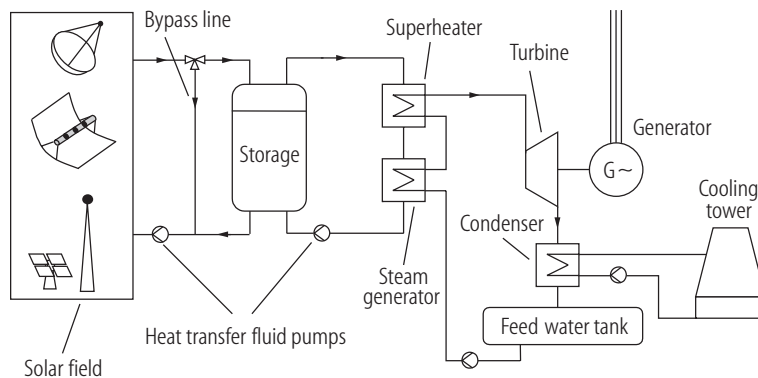 Bypass line
Superheater
Turbine
Generator
G~
Storage
Cooling
tower
Condenser
Steam
generator
Feed water tank
Heat transfer fluid pumps
Solar field